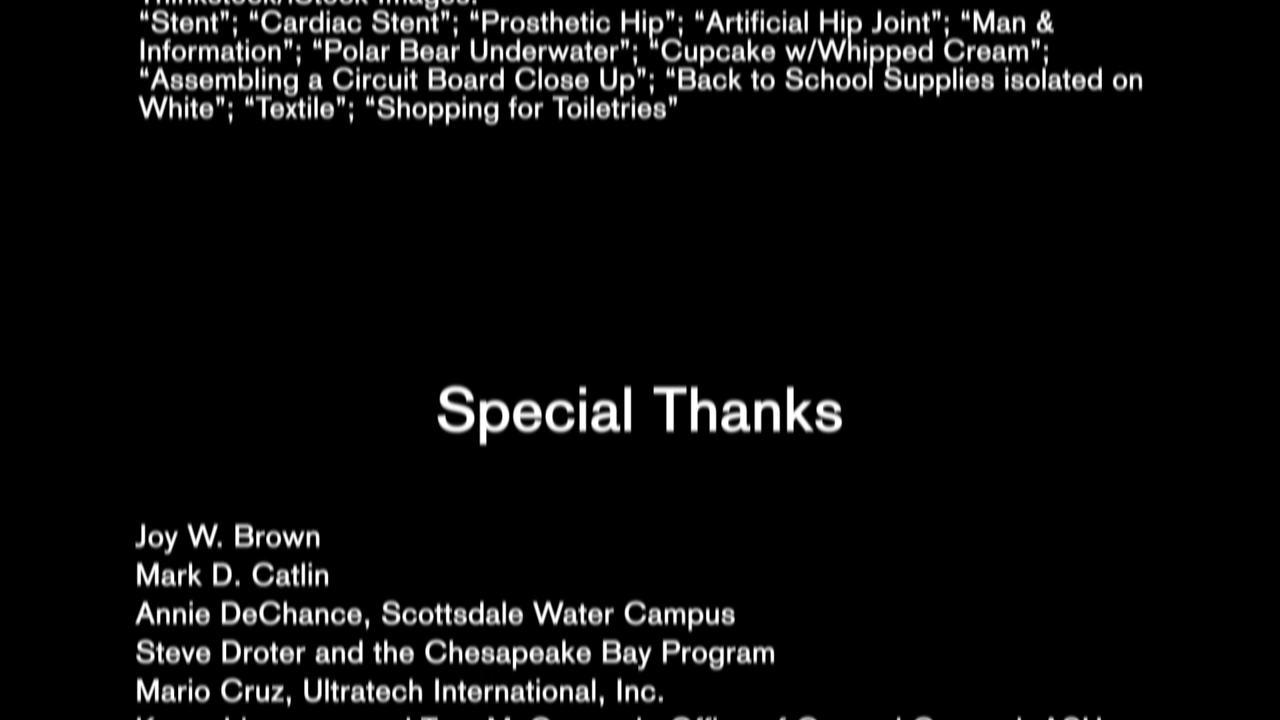 “Stent”; “Cardiac Stent”; “Prosthetic Hip”; “Artificial Hip Joint”; “Man &
Information”; “Polar Bear Underwater”; “Cupcake w/Whipped Cream”;
“Assembling a Circuit Board Close Up”; “Back to School Supplies isolated on
White”; “Textile”; “Shopping for Toiletries”
Special Thanks
Joy W. Brown
Mark D. Catlin
Annie DeChance, Scottsdale Water Campus
Steve Droter and the Chesapeake Bay Program
Mario Cruz, Ultratech International, Inc.